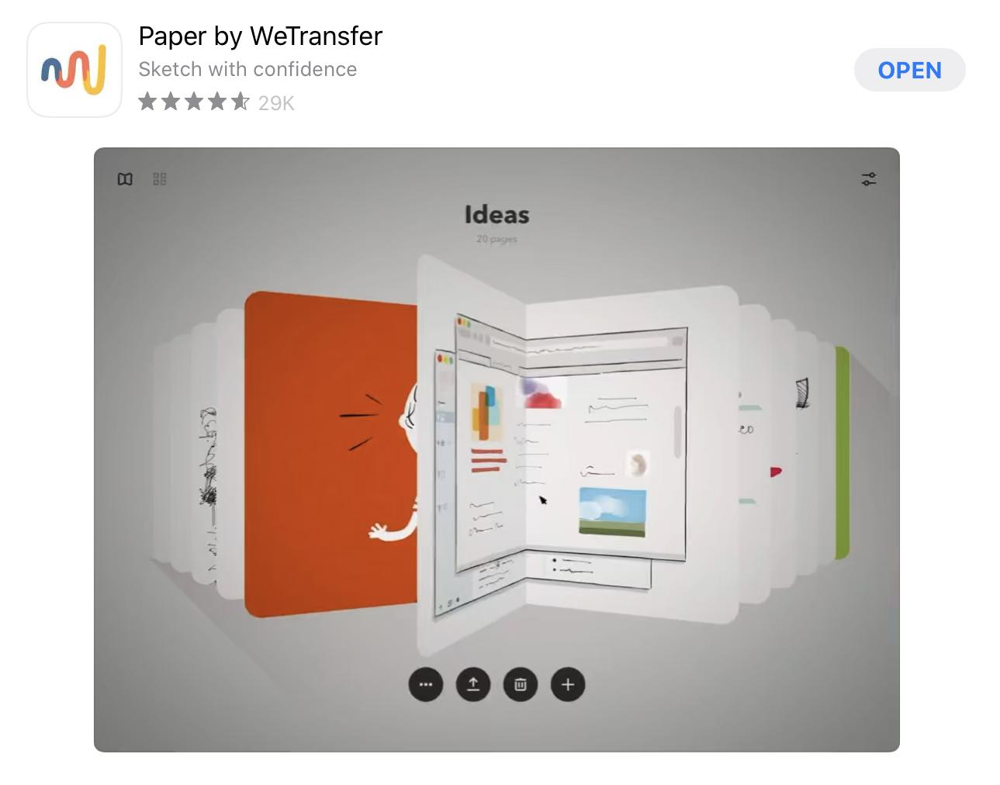 Paper by WeTransfer
Sketch with confidence
29K
OPEN
Ideas
20 pages